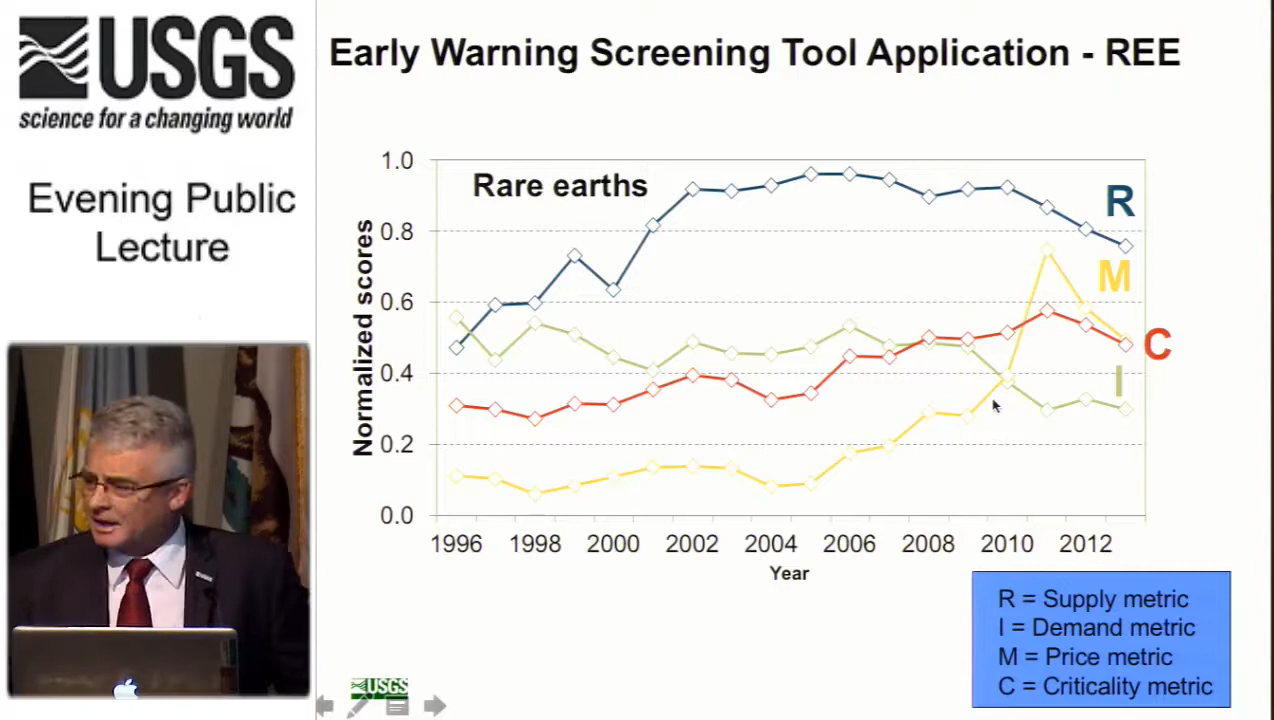 USGS
science for a changing world
Evening Public
Lecture
Early Warning Screening Tool Application - REE
Rare earths
Normalized scores
1.0
0.8
0.6
0.4
0.2
0.0
R
M
C
I
1996 1998 2000 2002 2004 2006 2008 2010 2012
Year
R = Supply metric
I = Demand metric
M = Price metric
C = Criticality metric
USGS